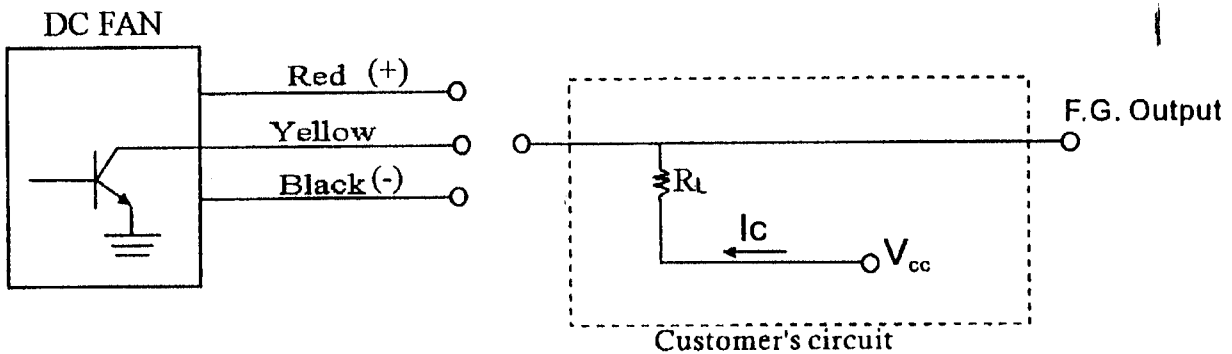 DC FAN
Red (+)
Yellow
Black(-)
F.G. Output
RL
Ic
Vcc
Customer's circuit